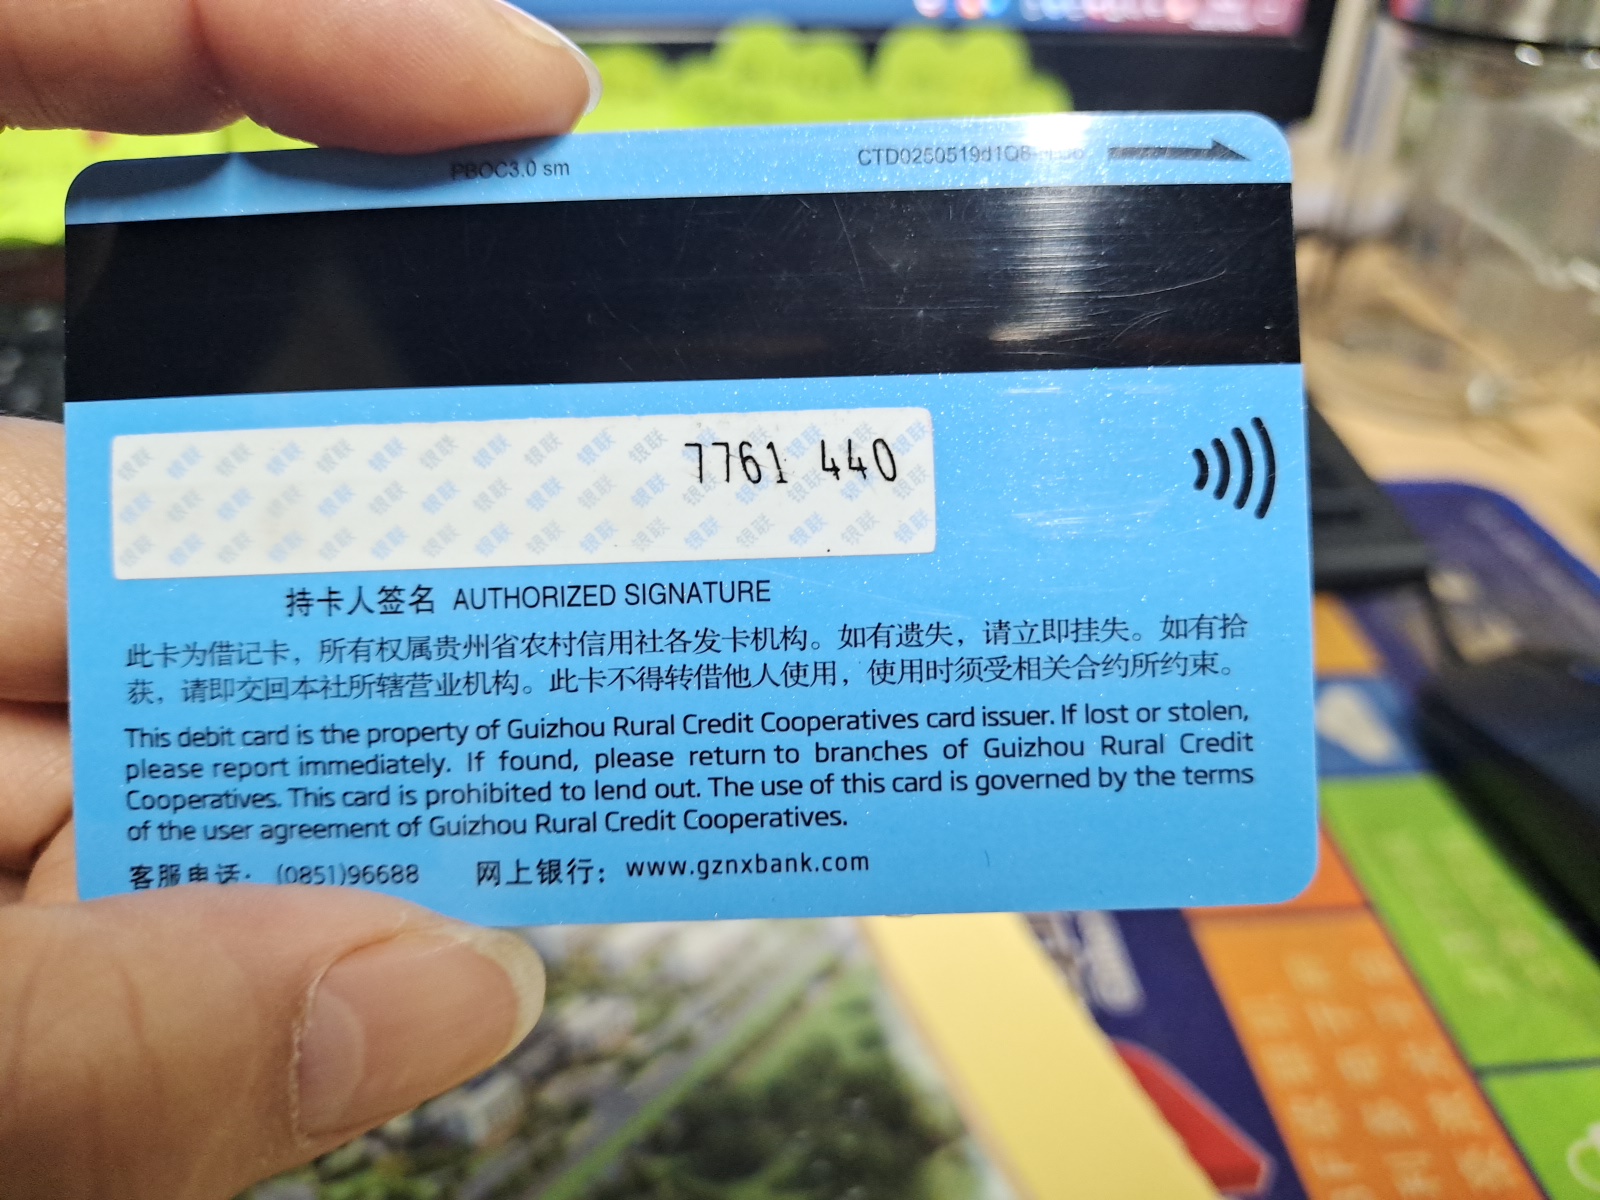 PBOC3.0 sm
CTD0250519d1Q8
7761 440
持卡人签名 AUTHORIZED SIGNATURE
此卡为借记卡，所有权属贵州省农村信用社各发卡机构。如有遗失，请立即挂失。如有拾
获，请即交回本社所辖营业机构。此卡不得转借他人使用，使用时须受相关合约所约束。
This debit card is the property of Guizhou Rural Credit Cooperatives card issuer. If lost or stolen,
please report immediately. If found, please return to branches of Guizhou Rural Credit
Cooperatives. This card is prohibited to lend out. The use of this card is governed by the terms
of the user agreement of Guizhou Rural Credit Cooperatives.
客服电话: (0851)96688 网上银行: www.gznxbank.com